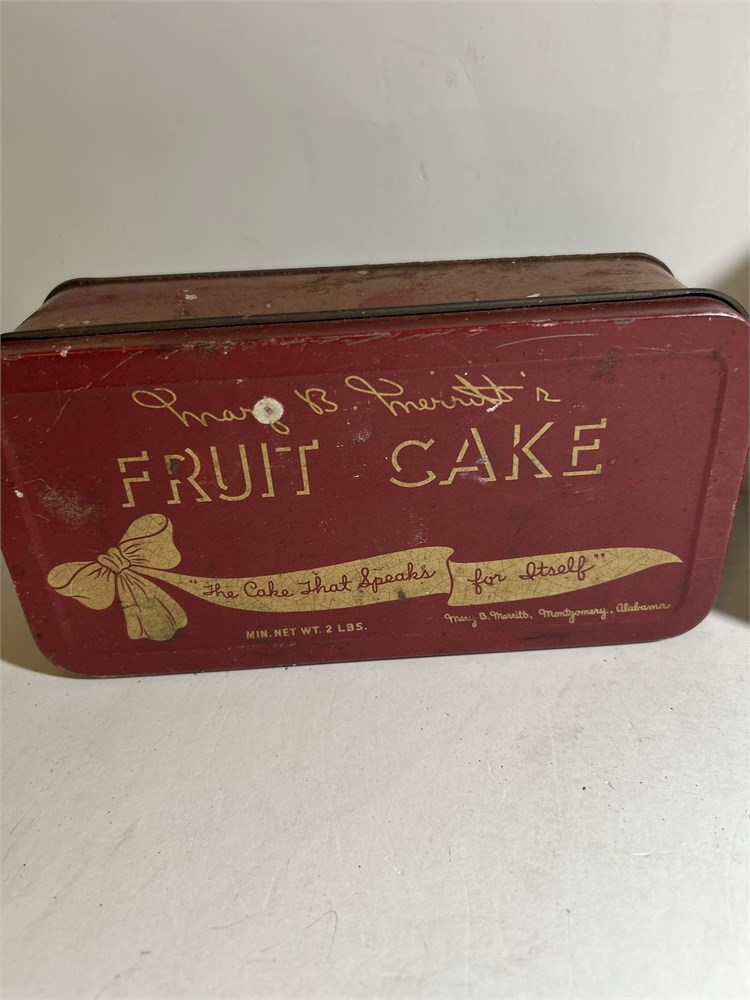 Mary B. Merritt's
FRUIT CAKE
"The Cake That Speaks for Itself"
MIN. NET WT. 2 LBS.
Mary B. Merritt, Montgomery, Alabama